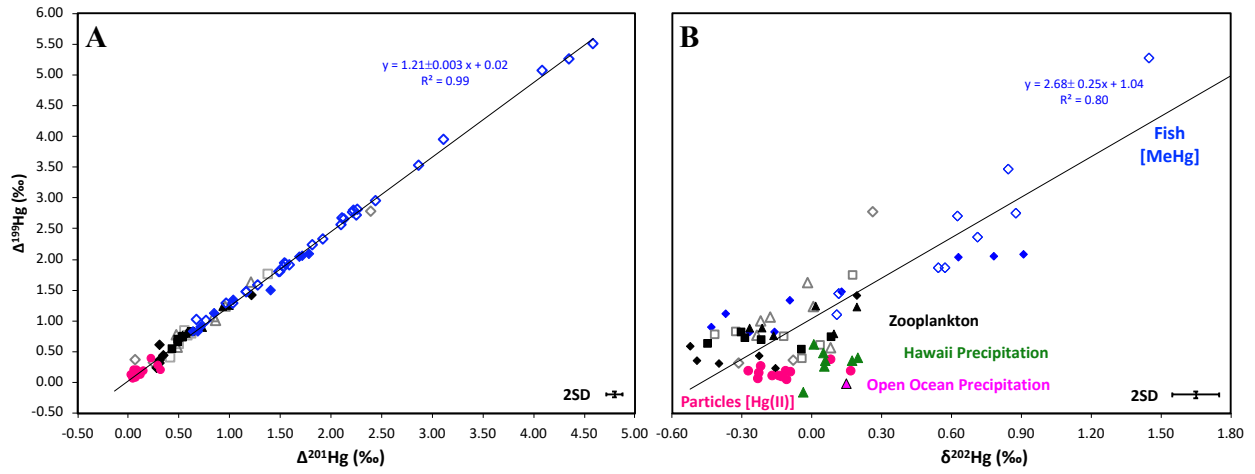 A
y = 1.21±0.003 x + 0.02
R² = 0.99
Δ¹⁹⁹Hg (‰)
5.50 6.00
6.00
5.50
5.00
4.50
4.00
3.50
3.00
2.50
2.00
1.50
1.00
0.50
0.00
-0.50
2SD
-0.50 0.00 0.50 1.00 1.50 2.00 2.50 3.00 3.50 4.00 4.50 5.00
Δ²⁰¹Hg (‰)
B
y = 2.68± 0.25x + 1.04
R² = 0.80
Fish
[MeHg]
Zooplankton
Hawaii Precipitation
Open Ocean Precipitation
Particles [Hg(II)]
2SD
-0.60 -0.30 0.00 0.30 0.60 0.90 1.20 1.50 1.80
δ²⁰²Hg (‰)